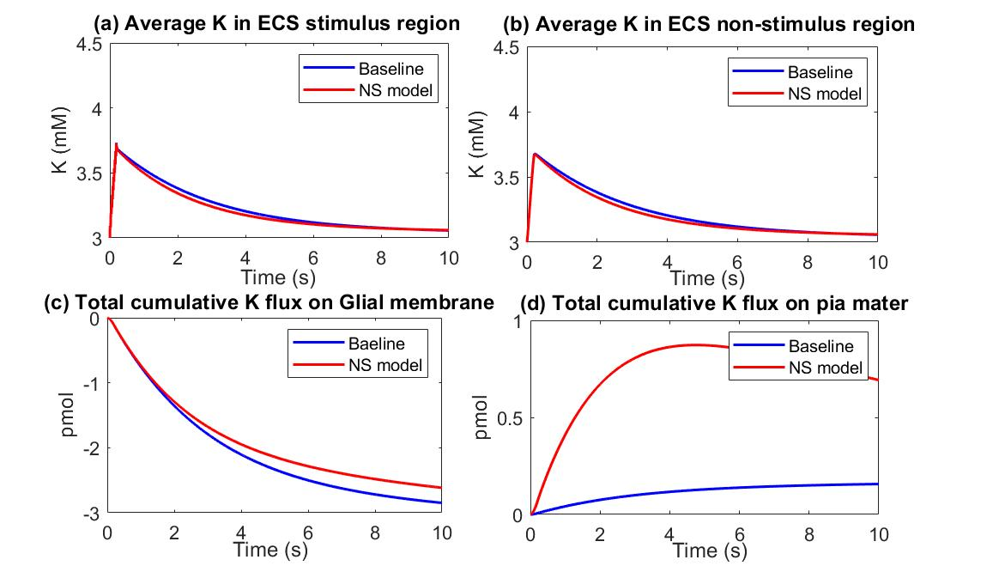 (a) Average K in ECS stimulus region
(b) Average K in ECS non-stimulus region
4.5
4
3.5
3
K (mM)
Baseline
NS model
0 2 4 6 8 10
Time (s)
4.5
4
3.5
3
K (mM)
Baseline
NS model
0 2 4 6 8 10
Time (s)
(c) Total cumulative K flux on Glial membrane
(d) Total cumulative K flux on pia mater
0
-1
-2
-3
pmol
Baeline
NS model
0 2 4 6 8 10
Time (s)
1
0.5
0
pmol
Baseline
NS model
0 2 4 6 8 10
Time (s)